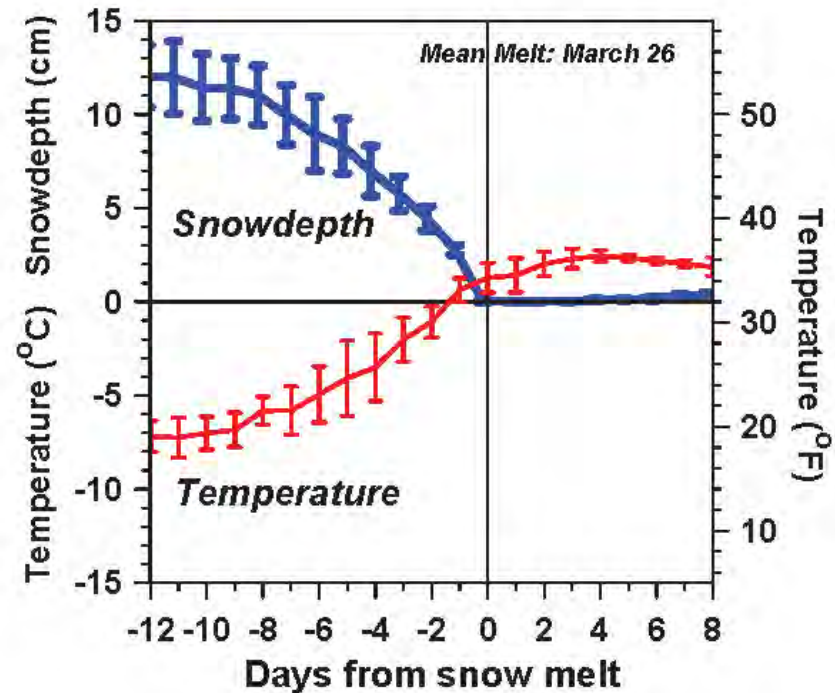 Mean Melt: March 26
Snowdepth
Temperature
Temperature (°C) Snowdepth (cm)
15
10
5
0
-5
-10
-15
50
40
30
20
10
Temperature (°F)
-12 -10 -8 -6 -4 -2 0 2 4 6 8
Days from snow melt